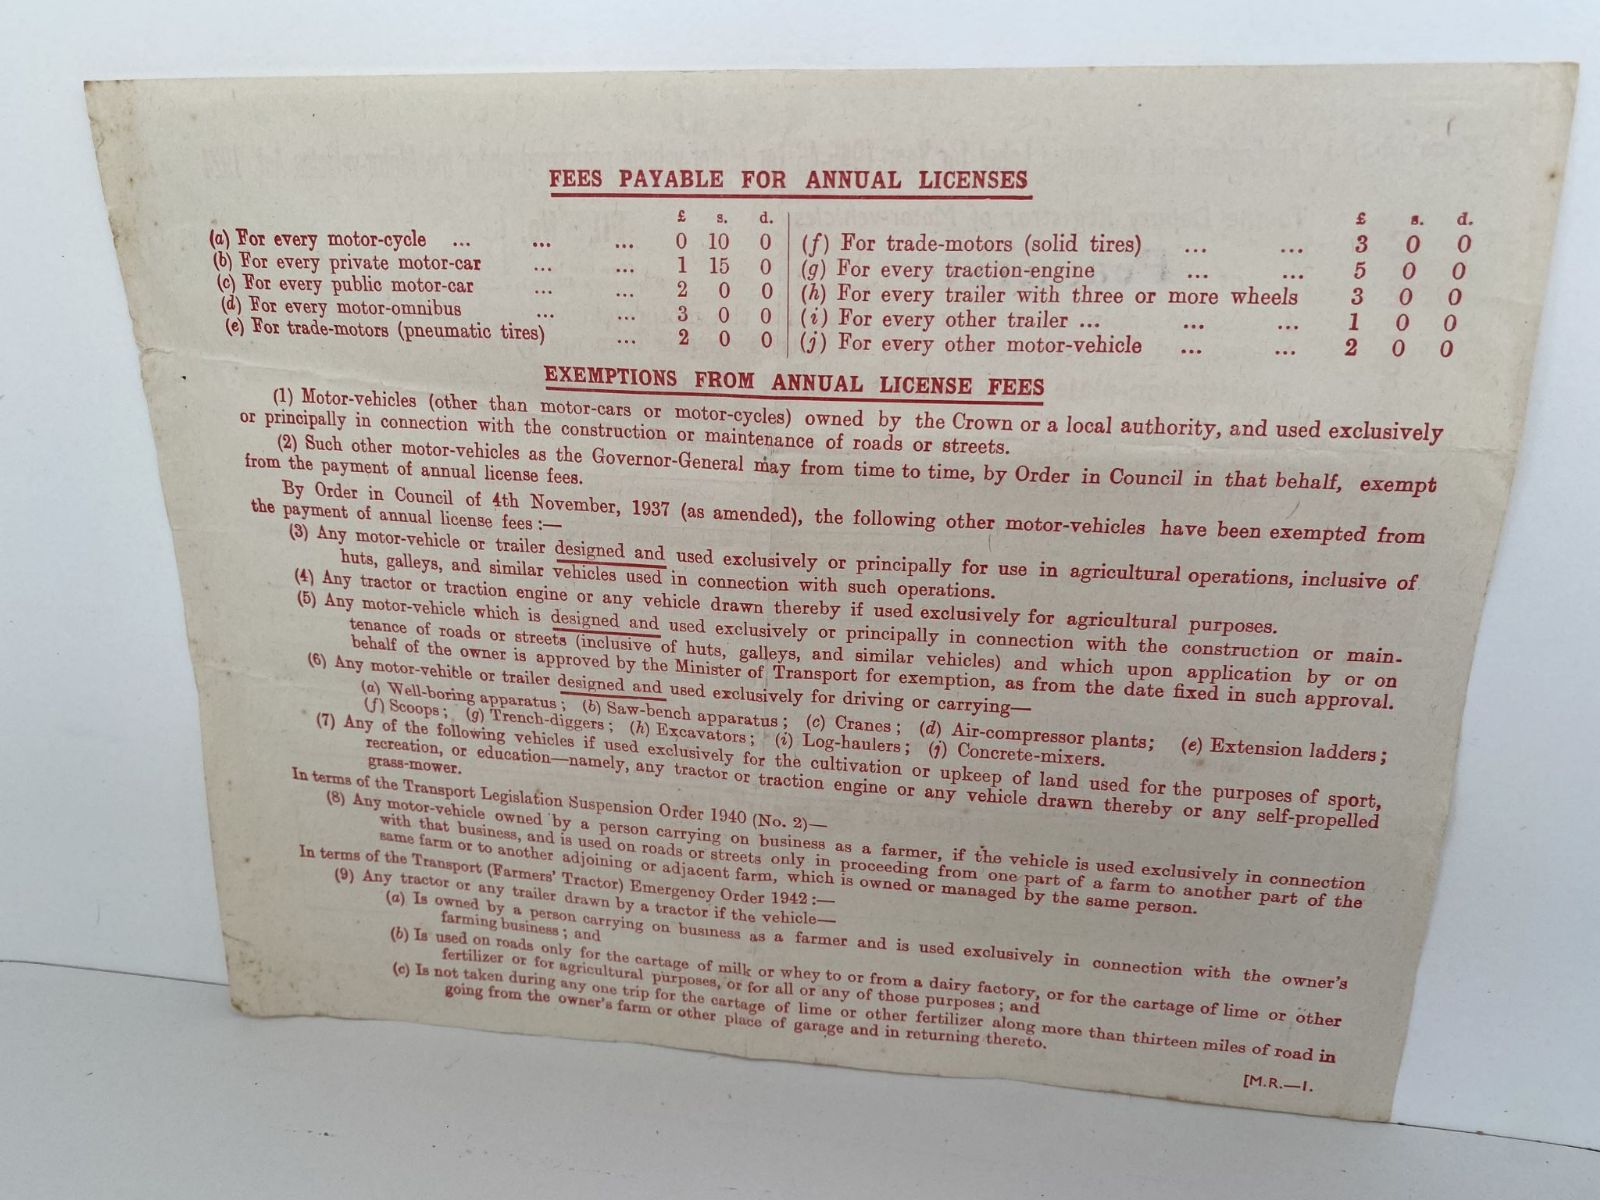 FEES PAYABLE FOR ANNUAL LICENSES
£ s. d.
(a) For every motor-cycle ... ... ... 0 10 0
(b) For every private motor-car ... ... 1 15 0
(c) For every public motor-car ... ... 2 0 0
(d) For every motor-omnibus ... ... 3 0 0
(e) For trade-motors (pneumatic tires) ... 2 0 0
£ s. d.
(f) For trade-motors (solid tires) ... ... 3 0 0
(g) For every traction-engine ... ... 5 0 0
(h) For every trailer with three or more wheels 3 0 0
(i) For every other trailer ... ... ... 1 0 0
(j) For every other motor-vehicle ... ... 2 0 0
EXEMPTIONS FROM ANNUAL LICENSE FEES
(1) Motor-vehicles (other than motor-cars or motor-cycles) owned by the Crown or a local authority, and used exclusively
or principally in connection with the construction or maintenance of roads or streets.
(2) Such other motor-vehicles as the Governor-General may from time to time, by Order in Council in that behalf, exempt
from the payment of annual license fees.
By Order in Council of 4th November, 1937 (as amended), the following other motor-vehicles have been exempted from
the payment of annual license fees :—
(3) Any motor-vehicle or trailer designed and used exclusively or principally for use in agricultural operations, inclusive of
huts, galleys, and similar vehicles used in connection with such operations.
(4) Any tractor or traction engine or any vehicle drawn thereby if used exclusively for agricultural purposes.
(5) Any motor-vehicle which is designed and used exclusively or principally in connection with the construction or main-
tenance of roads or streets (inclusive of huts, galleys, and similar vehicles) and which upon application by or on
behalf of the owner is approved by the Minister of Transport for exemption, as from the date fixed in such approval.
(6) Any motor-vehicle or trailer designed and used exclusively for driving or carrying—
(a) Well-boring apparatus ; (b) Saw-bench apparatus ; (c) Cranes ; (d) Air-compressor plants ; (e) Extension ladders ;
(f) Scoops ; (g) Trench-diggers ; (h) Excavators ; (i) Log-haulers ; (j) Concrete-mixers.
(7) Any of the following vehicles if used exclusively for the cultivation or upkeep of land used for the purposes of sport,
recreation, or education—namely, any tractor or traction engine or any vehicle drawn thereby or any self-propelled
grass-mower.
In terms of the Transport Legislation Suspension Order 1940 (No. 2)—
(8) Any motor-vehicle owned by a person carrying on business as a farmer, if the vehicle is used exclusively in connection
with that business, and is used on roads or streets only in proceeding from one part of a farm to another part of the
same farm or to another adjoining or adjacent farm, which is owned or managed by the same person.
In terms of the Transport (Farmers' Tractor) Emergency Order 1942 :—
(9) Any tractor or any trailer drawn by a tractor if the vehicle—
(a) Is owned by a person carrying on business as a farmer and is used exclusively in connection with the owner's
farming business ; and
(b) Is used on roads only for the cartage of milk or whey to or from a dairy factory, or for the cartage of lime or other
fertilizer or for agricultural purposes, or for all or any of those purposes ; and
(c) Is not taken during any one trip for the cartage of lime or other fertilizer along more than thirteen miles of road in
going from the owner's farm or other place of garage and in returning thereto.
[M.R.—1.